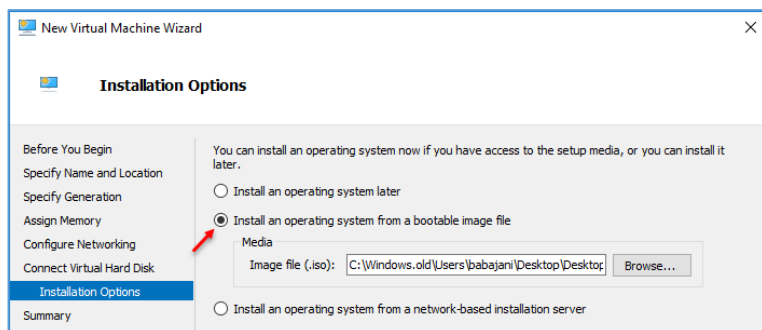 New Virtual Machine Wizard
Installation Options
Before You Begin
Specify Name and Location
Specify Generation
Assign Memory
Configure Networking
Connect Virtual Hard Disk
Installation Options
Summary
You can install an operating system now if you have access to the setup media, or you can install it
later.
Install an operating system later
Install an operating system from a bootable image file
Media
Image file (.iso): C:\Windows.old\Users\babajani\Desktop\Desktop Browse...
Install an operating system from a network-based installation server